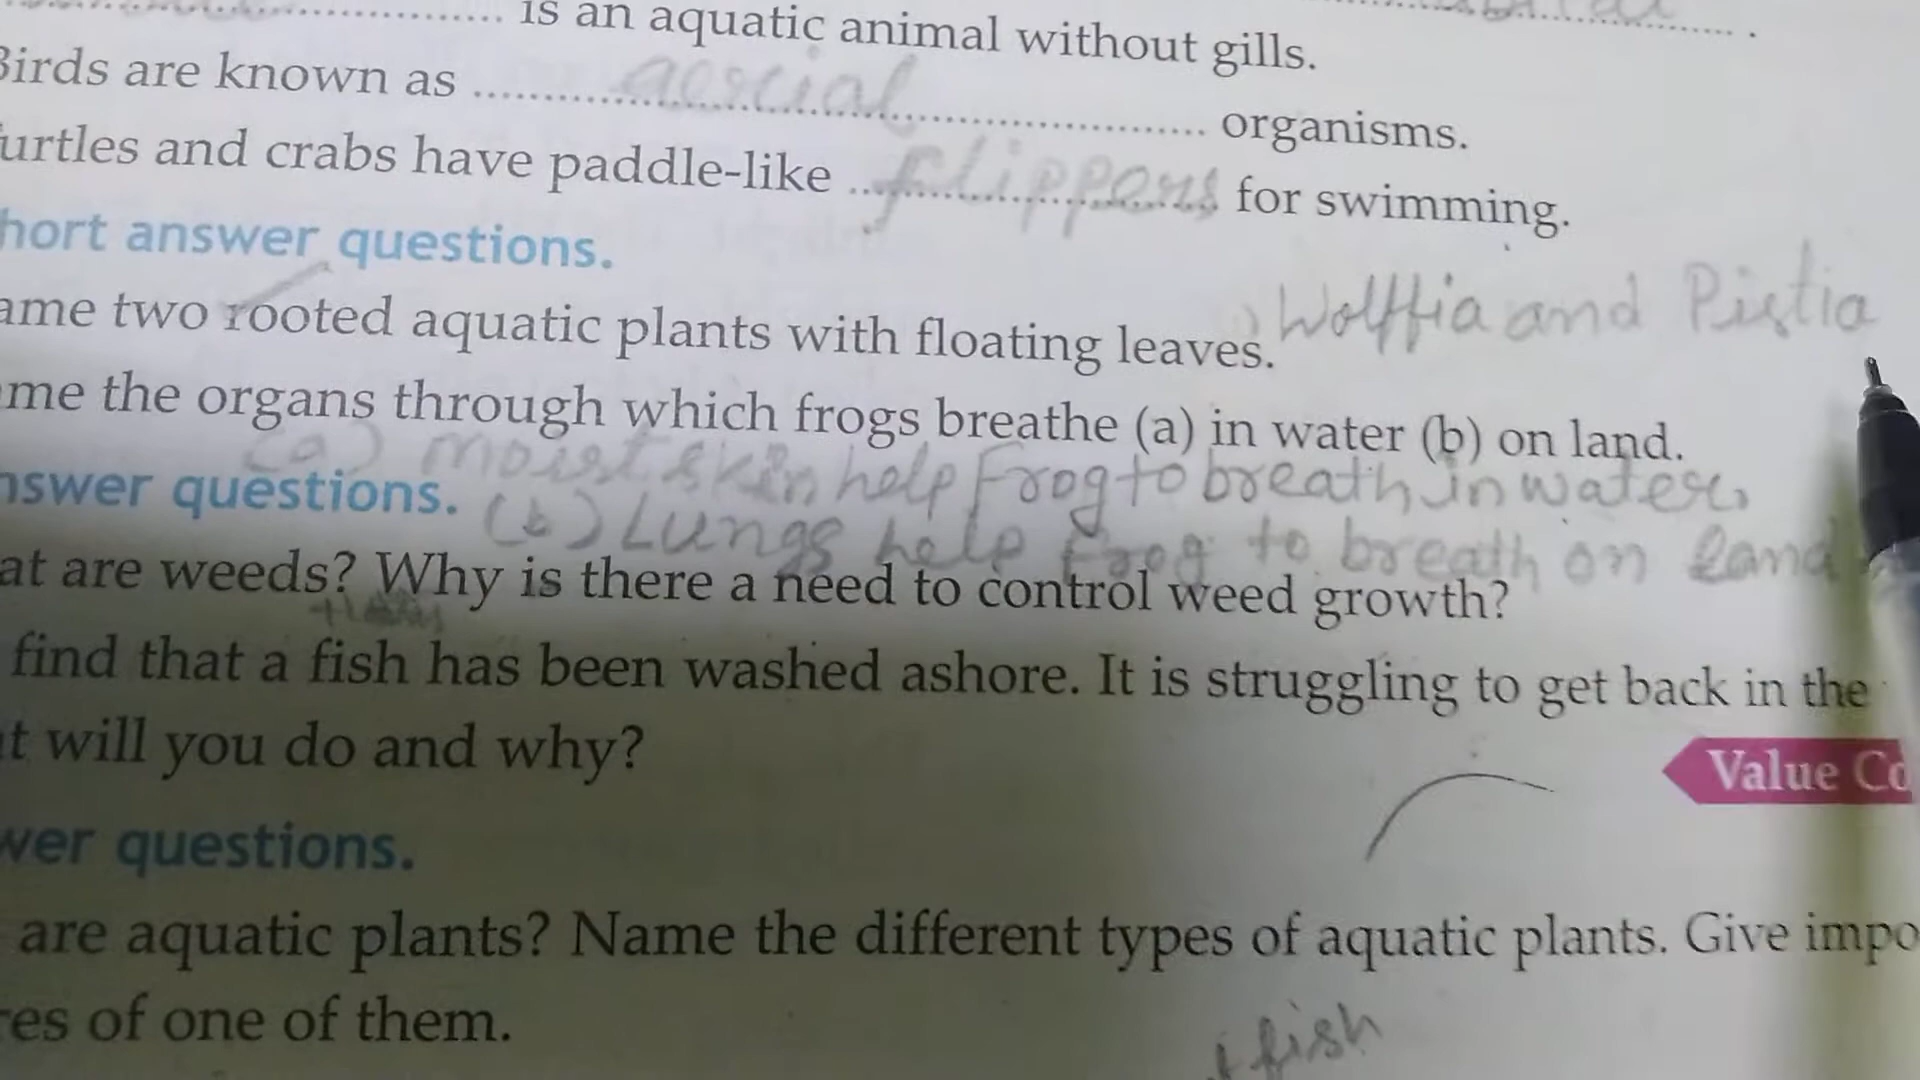 is an aquatic animal without gills.
Birds are known as aerial organisms.
urtles and crabs have paddle-like flippers for swimming.
hort answer questions.
ame two rooted aquatic plants with floating leaves. Wolffia and Pistia
me the organs through which frogs breathe (a) in water (b) on land.
(a) moist skin help Frog to breath in water
nswer questions. (b) Lungs help frog to breath on land
at are weeds? Why is there a need to control weed growth?
find that a fish has been washed ashore. It is struggling to get back in the
t will you do and why?
Value Co
wer questions.
are aquatic plants? Name the different types of aquatic plants. Give impo
res of one of them.
fish